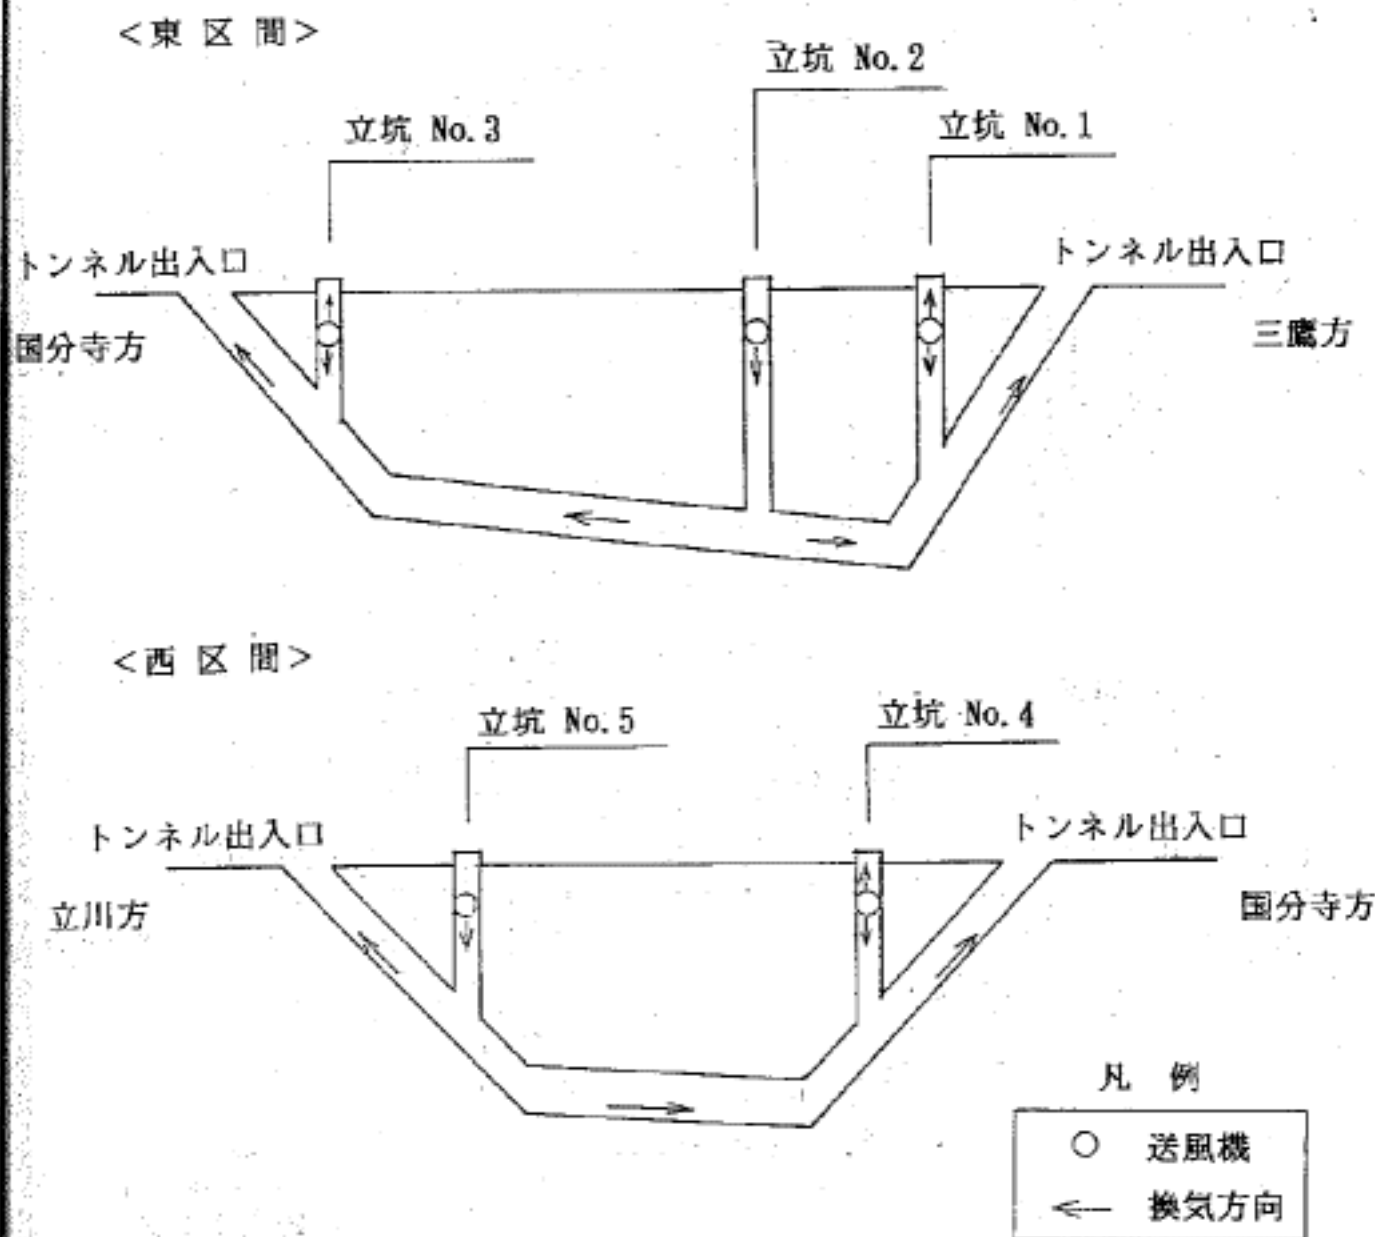 <東区間>
立坑 No.2
立坑 No.3
立坑 No.1
トンネル出入口
トンネル出入口
国分寺方
三鷹方
<西区間>
立坑 No.5
立坑 No.4
トンネル出入口
トンネル出入口
立川方
国分寺方
凡例
送風機
換気方向